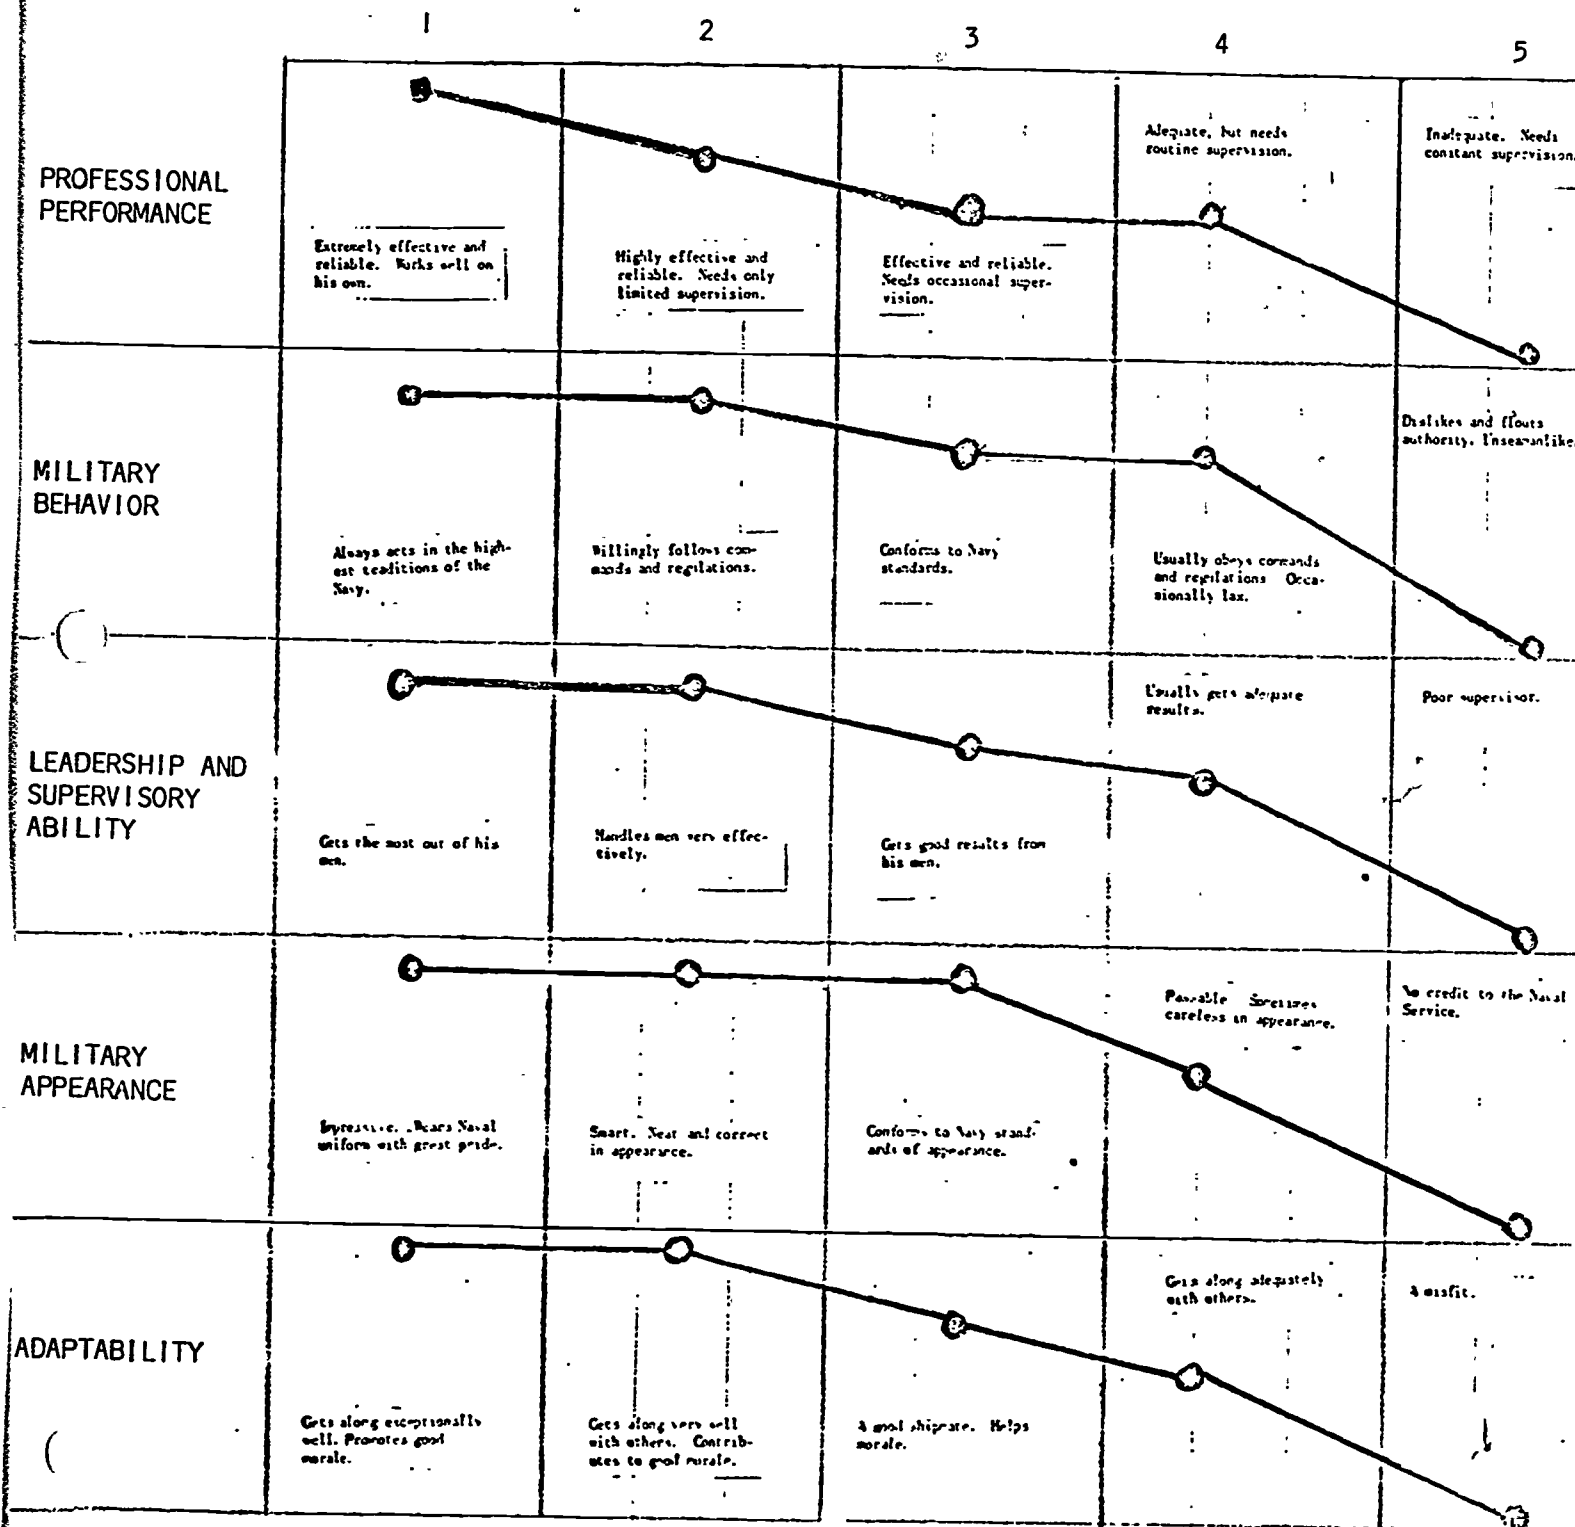 1 2 3 4 5
PROFESSIONAL
PERFORMANCE
Extremely effective and
reliable. Works well on
his own.
Highly effective and
reliable. Needs only
limited supervision.
Effective and reliable.
Needs occasional super-
vision.
Adequate, but needs
routine supervision.
Inadequate. Needs
constant supervision.
MILITARY
BEHAVIOR
Always acts in the high-
est traditions of the
Navy.
Willingly follows com-
mands and regulations.
Conforms to Navy
standards.
Usually obeys commands
and regulations Occa-
sionally lax.
Dislikes and flouts
authority. Unseamanlike
LEADERSHIP AND
SUPERVISORY
ABILITY
Gets the most out of his
men.
Handles men very effec-
tively.
Gets good results from
his men.
Usually gets adequate
results.
Poor supervisor.
MILITARY
APPEARANCE
Impressive. Wears Naval
uniform with great pride.
Smart. Neat and correct
in appearance.
Conforms to Navy stand-
ards of appearance.
Passable Sometimes
careless in appearance.
No credit to the Naval
Service.
ADAPTABILITY
Gets along exceptionally
well. Promotes good
morale.
Gets along very well
with others. Contrib-
utes to good morale.
A good shipmate. Helps
morale.
Gets along adequately
with others.
A misfit.